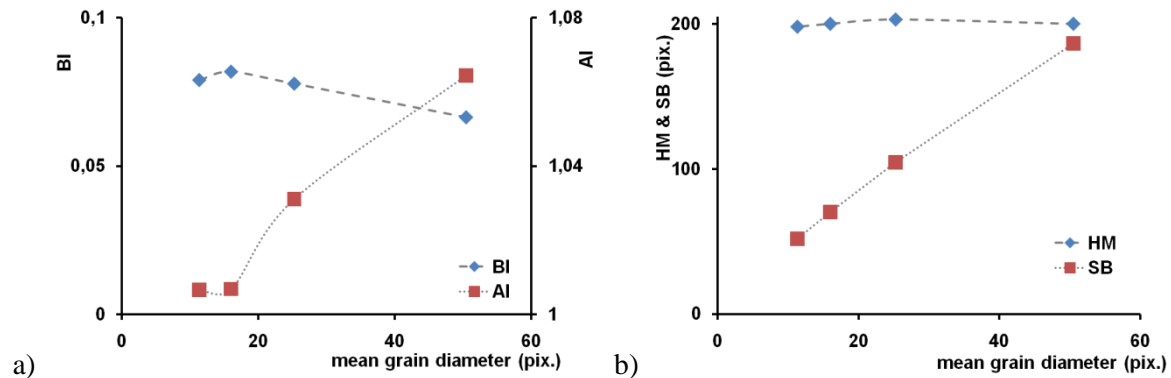 BI
0,1
0,05
0
AI
1,08
1,04
1
BI
AI
0 20 40 60
mean grain diameter (pix.)
a)
HM & SB (pix.)
200
100
0
HM
SB
0 20 40 60
mean grain diameter (pix.)
b)